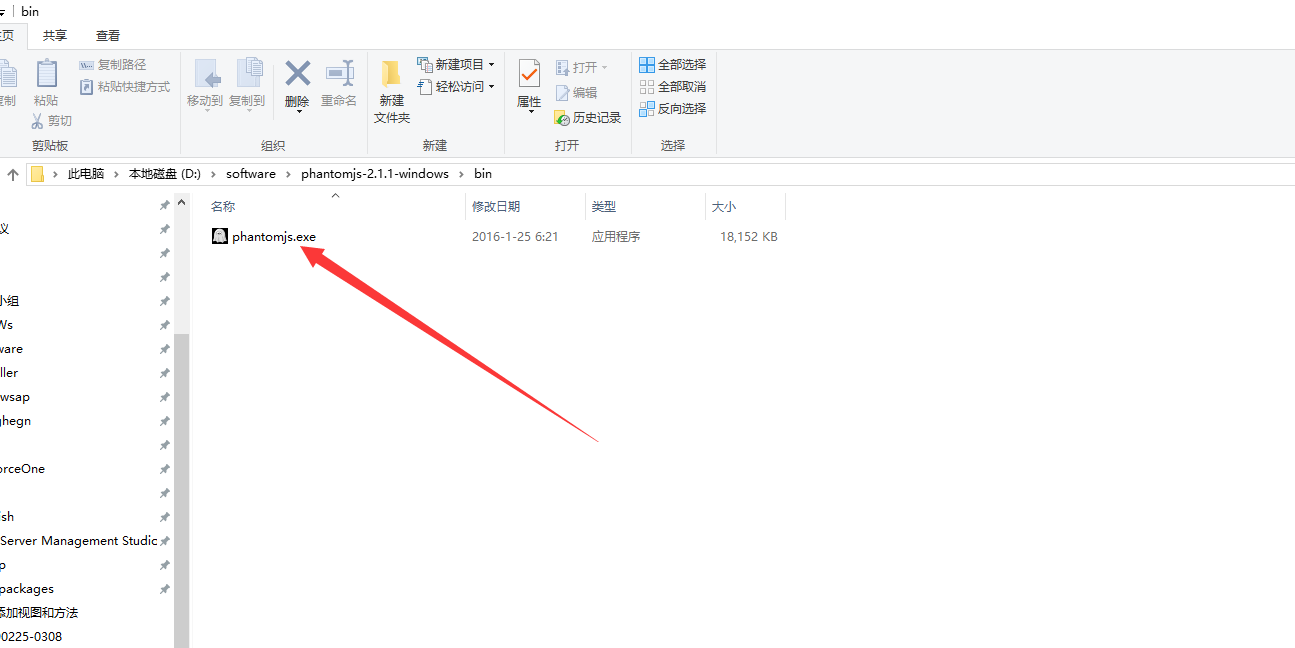 bin
共享 查看
复制路径
粘贴快捷方式
粘贴
剪切
剪贴板
移动到 复制到 删除 重命名
组织
新建
文件夹
新建项目
轻松访问
新建
属性
打开
编辑
历史记录
打开
全部选择
全部取消
反向选择
选择
此电脑 本地磁盘 (D:) software phantomjs-2.1.1-windows bin
名称 修改日期 类型 大小
phantomjs.exe 2016-1-25 6:21 应用程序 18,152 KB
小组
Ws
ware
ller
wsap
ghegn
orceOne
sh
Server Management Studio
p
packages
添加视图和方法
0225-0308